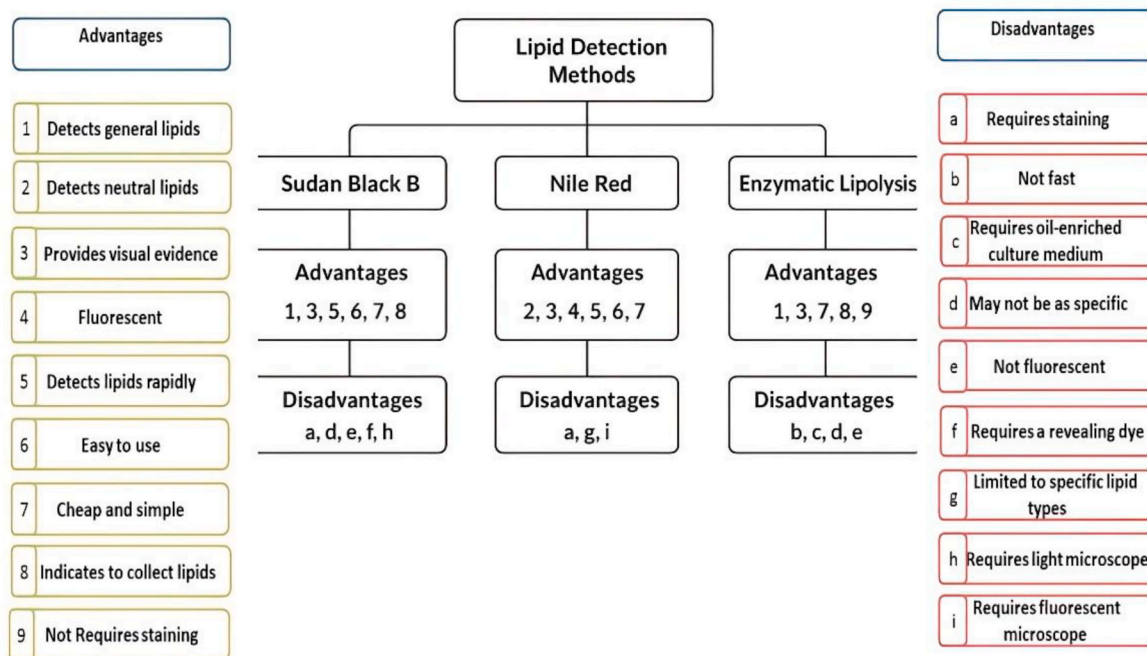 Advantages
1 Detects general lipids
2 Detects neutral lipids
3 Provides visual evidence
4 Fluorescent
5 Detects lipids rapidly
6 Easy to use
7 Cheap and simple
8 Indicates to collect lipids
9 Not Requires staining
Lipid Detection
Methods
Sudan Black B
Advantages
1, 3, 5, 6, 7, 8
Disadvantages
a, d, e, f, h
Nile Red
Advantages
2, 3, 4, 5, 6, 7
Disadvantages
a, g, i
Enzymatic Lipolysis
Advantages
1, 3, 7, 8, 9
Disadvantages
b, c, d, e
Disadvantages
a Requires staining
b Not fast
c Requires oil-enriched
culture medium
d May not be as specific
e Not fluorescent
f Requires a revealing dye
g Limited to specific lipid
types
h Requires light microscope
i Requires fluorescent
microscope